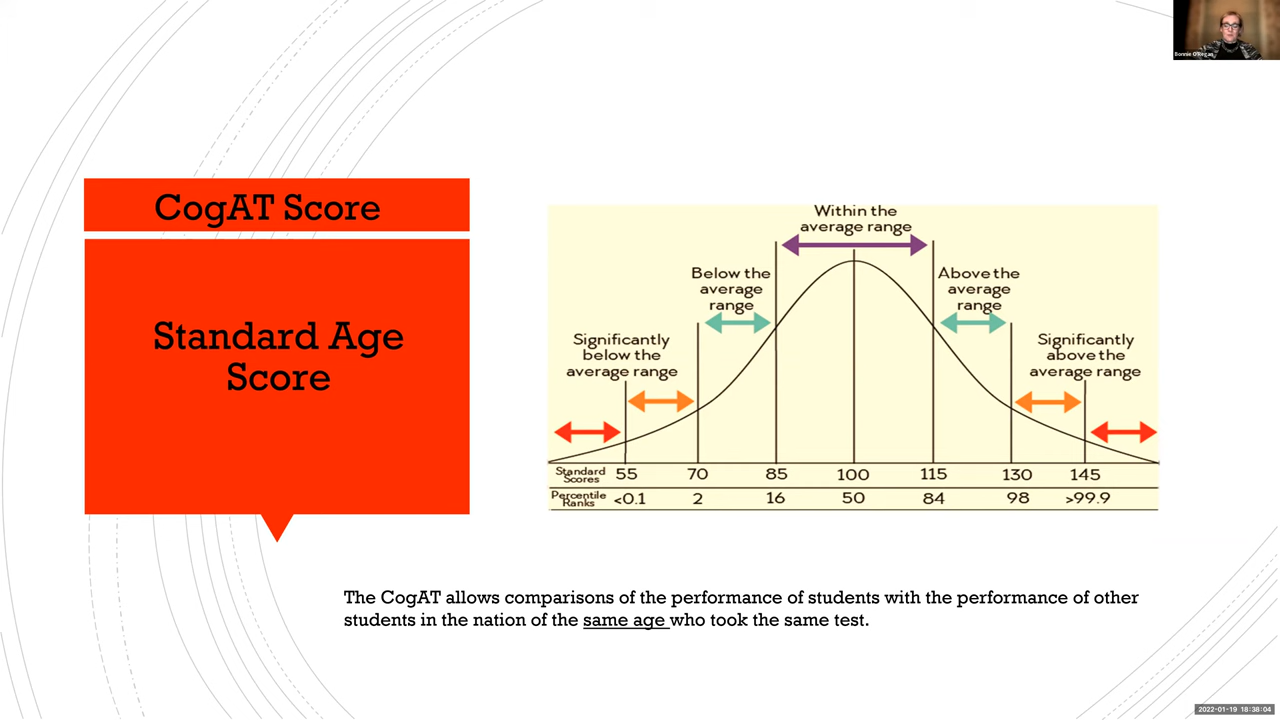 Bonnie O'Regan
CogAT Score
Standard Age
Score
Within the
average range
Below the
average
range
Above the
average
range
Significantly
below the
average range
Significantly
above the
average range
Standard
Scores
55 70 85 100 115 130 145
Percentile
Ranks
<0.1 2 16 50 84 98 >99.9
The CogAT allows comparisons of the performance of students with the performance of other
students in the nation of the same age who took the same test.
2022-01-19 18:38:04